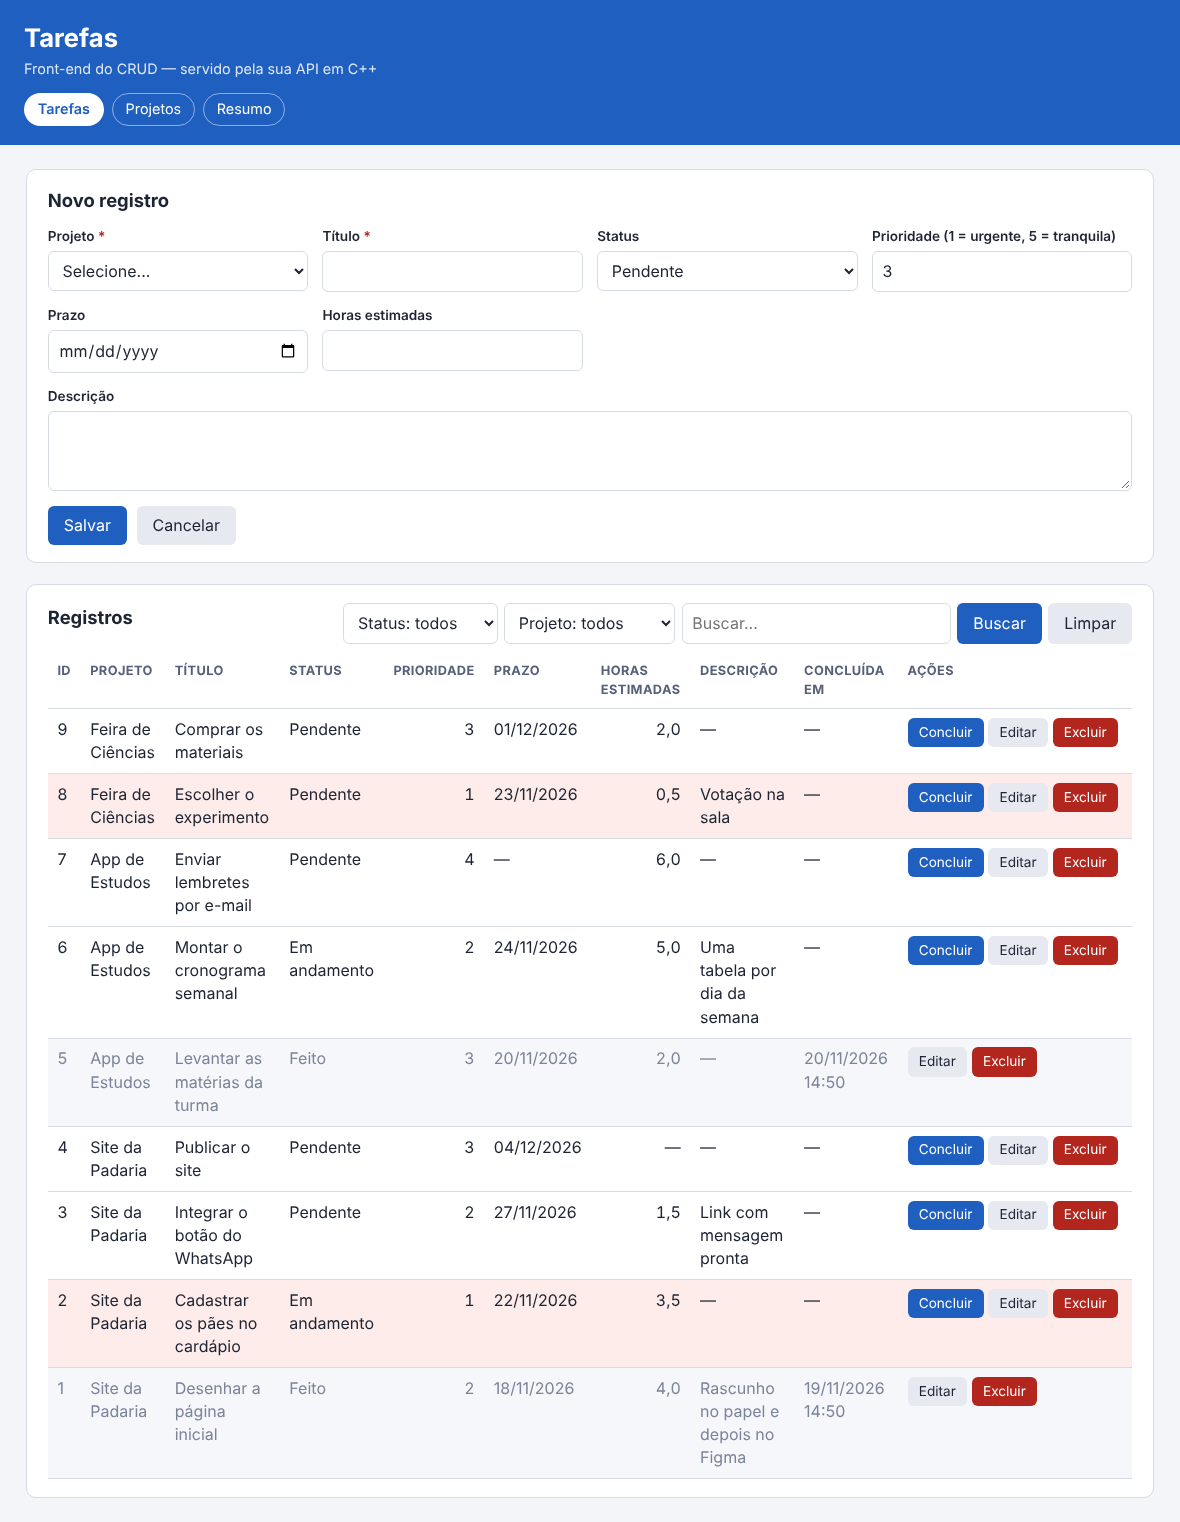 Tarefas
Front-end do CRUD — servido pela sua API em C++
Tarefas Projetos Resumo
Novo registro
Projeto * Título * Status Prioridade (1 = urgente, 5 = tranquila)
Selecione... Pendente 3
Prazo Horas estimadas
mm/dd/yyyy
Descrição
Salvar Cancelar
Registros Status: todos Projeto: todos Buscar... Buscar Limpar
ID PROJETO TÍTULO STATUS PRIORIDADE PRAZO HORAS DESCRIÇÃO CONCLUÍDA AÇÕES
ESTIMADAS EM
9 Feira de Comprar os Pendente 3 01/12/2026 2,0 — — Concluir Editar Excluir
Ciências materiais
8 Feira de Escolher o Pendente 1 23/11/2026 0,5 Votação na — Concluir Editar Excluir
Ciências experimento sala
7 App de Enviar Pendente 4 — 6,0 — — Concluir Editar Excluir
Estudos lembretes
por e-mail
6 App de Montar o Em 2 24/11/2026 5,0 Uma — Concluir Editar Excluir
Estudos cronograma andamento tabela por
semanal dia da
semana
5 App de Levantar as Feito 3 20/11/2026 2,0 — 20/11/2026 Editar Excluir
Estudos matérias da 14:50
turma
4 Site da Publicar o Pendente 3 04/12/2026 — — — Concluir Editar Excluir
Padaria site
3 Site da Integrar o Pendente 2 27/11/2026 1,5 Link com — Concluir Editar Excluir
Padaria botão do mensagem
WhatsApp pronta
2 Site da Cadastrar Em 1 22/11/2026 3,5 — — Concluir Editar Excluir
Padaria os pães no andamento
cardápio
1 Site da Desenhar a Feito 2 18/11/2026 4,0 Rascunho 19/11/2026 Editar Excluir
Padaria página no papel e 14:50
inicial depois no
Figma